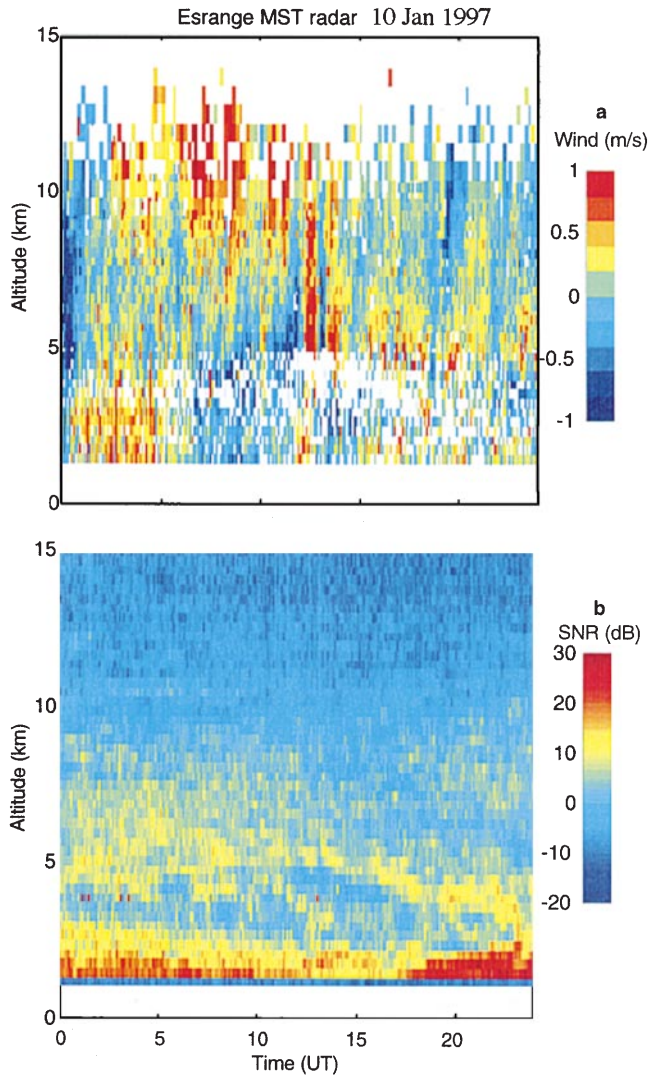 Esrange MST radar 10 Jan 1997
15
10
5
0
Altitude (km)
a
Wind (m/s)
1
0.5
0
-0.5
-1
15
10
5
0
Altitude (km)
b
SNR (dB)
30
20
10
0
-10
-20
0 5 10 15 20
Time (UT)